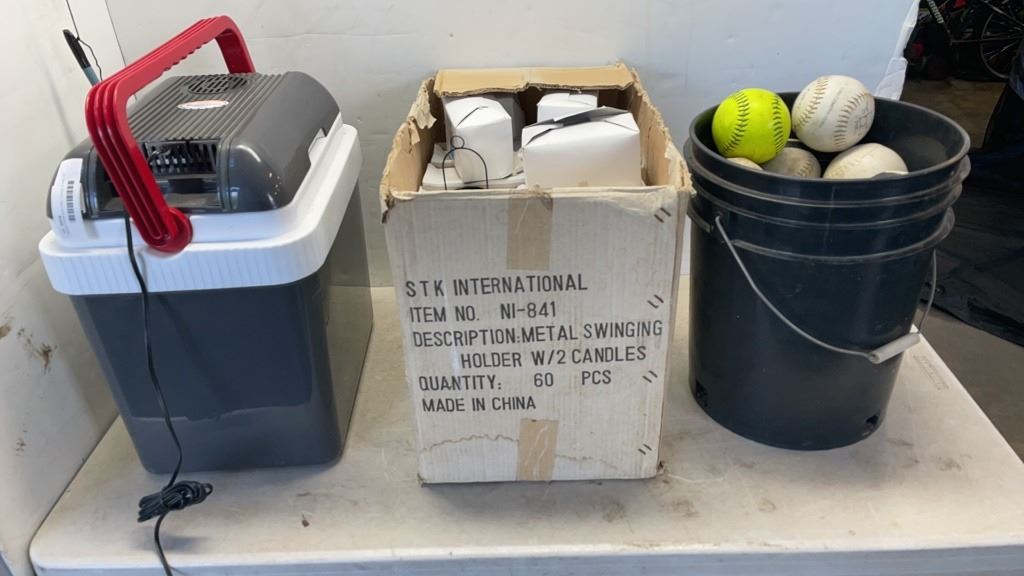 STK INTERNATIONAL
ITEM NO. NI-841
DESCRIPTION:METAL SWINGING
HOLDER W/2 CANDLES
QUANTITY: 60 PCS
MADE IN CHINA